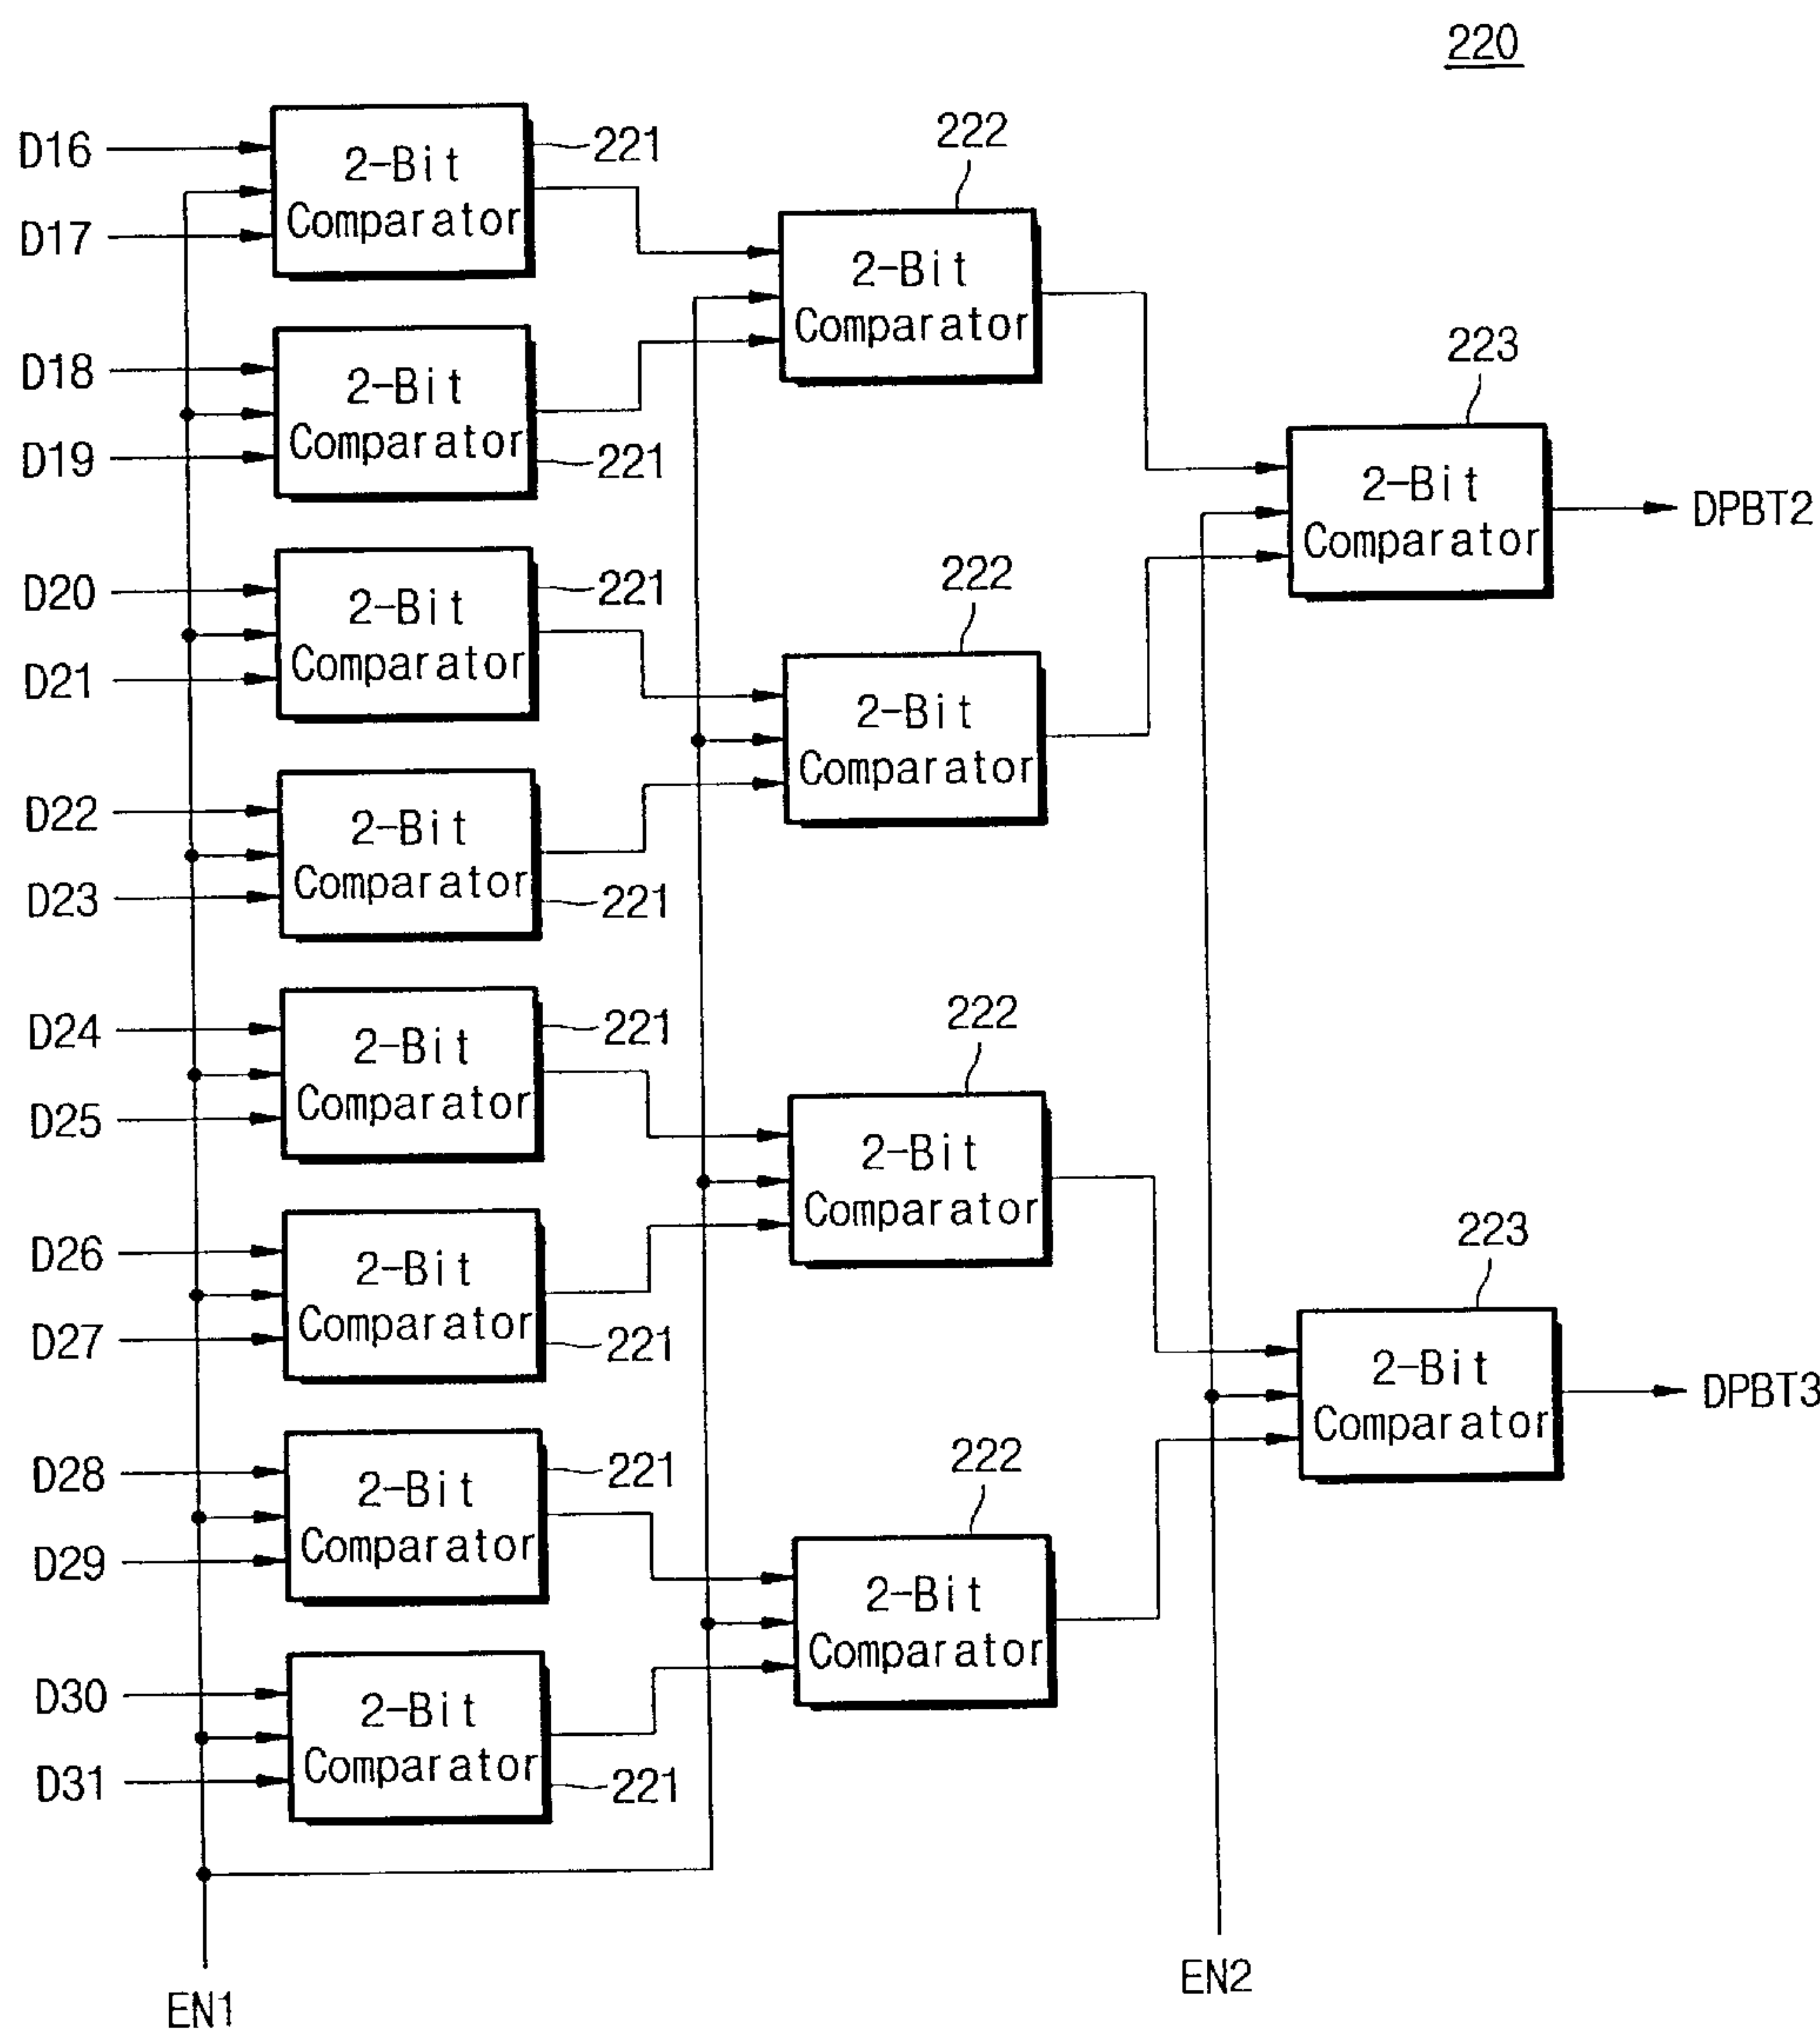 220
D16
D17
2-Bit
Comparator
221
D18
D19
2-Bit
Comparator
221
D20
D21
2-Bit
Comparator
221
D22
D23
2-Bit
Comparator
221
D24
D25
2-Bit
Comparator
221
D26
D27
2-Bit
Comparator
221
D28
D29
2-Bit
Comparator
221
D30
D31
2-Bit
Comparator
221
222
2-Bit
Comparator
222
2-Bit
Comparator
222
2-Bit
Comparator
222
2-Bit
Comparator
223
2-Bit
Comparator
DPBT2
223
2-Bit
Comparator
DPBT3
EN1
EN2